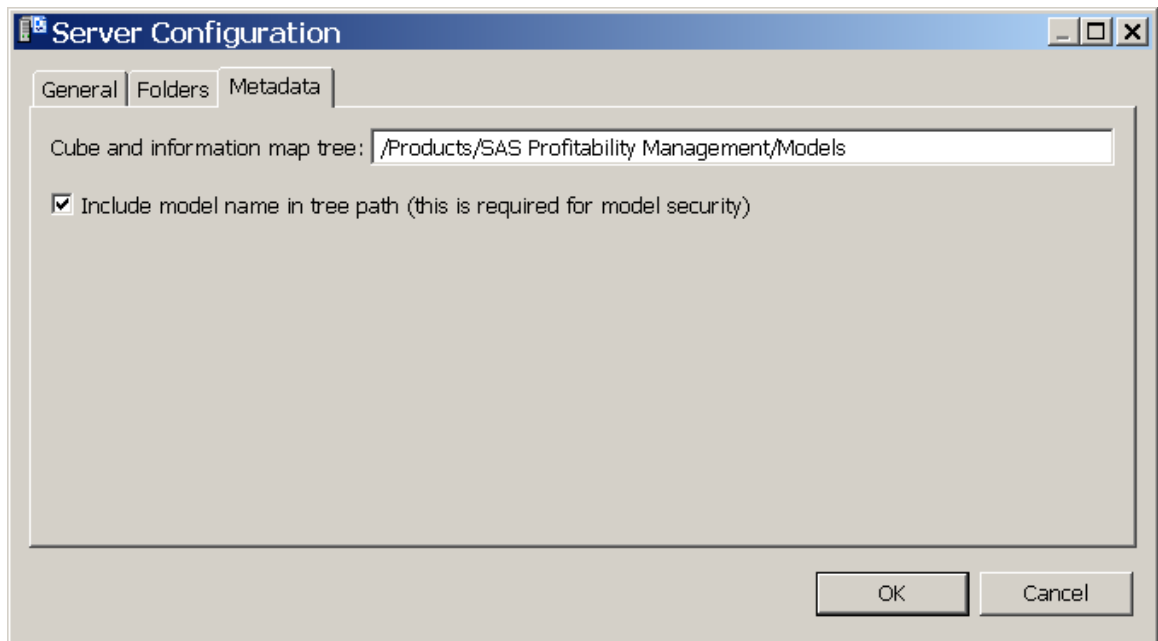 Server Configuration
General Folders Metadata
Cube and information map tree: /Products/SAS Profitability Management/Models
Include model name in tree path (this is required for model security)
OK Cancel